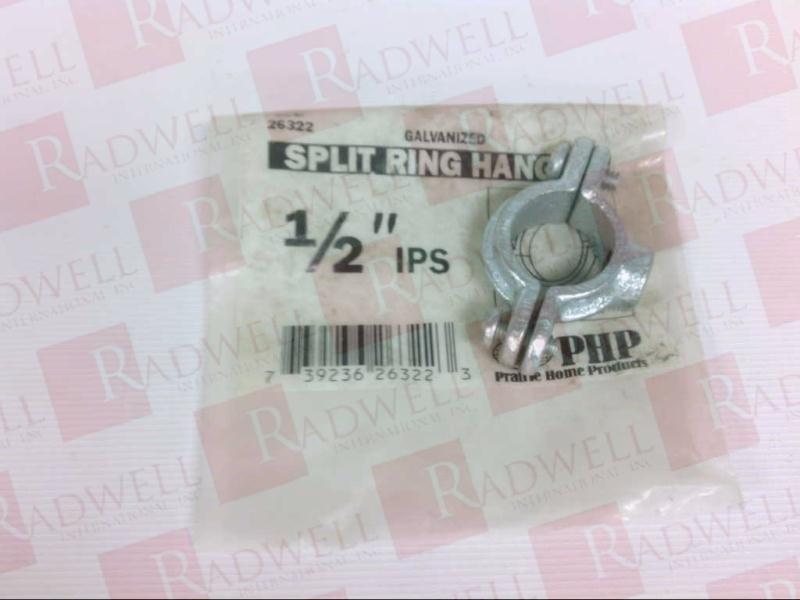 26322
GALVANIZED
SPLIT RING HANG
1/2" IPS
7 39236 26322 3
PHP
Prairie Home Products
RADWELL
INTERNATIONAL, INC.